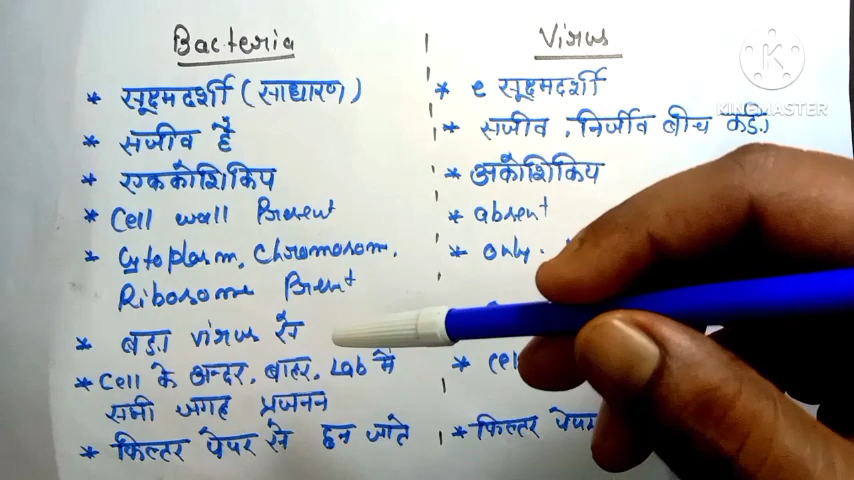 Bacteria
* सूक्ष्मदर्शी (साधारण)
* सजीव है
* एककोशिकिय
* Cell wall Present
* Cytoplasm, Chromosom,
Ribosome Present
* बड़ा virus से
* Cell के अन्दर, बाहर, Lab में
सभी जगह प्रजनन
* फिल्टर पेपर से छन जाते
Virus
* e सूक्ष्मदर्शी
* सजीव, निर्जीव बीच कड़ी
* अकोशिकिय
* absent
* only
* Cel
* फिल्टर पेपर
KINEMASTER